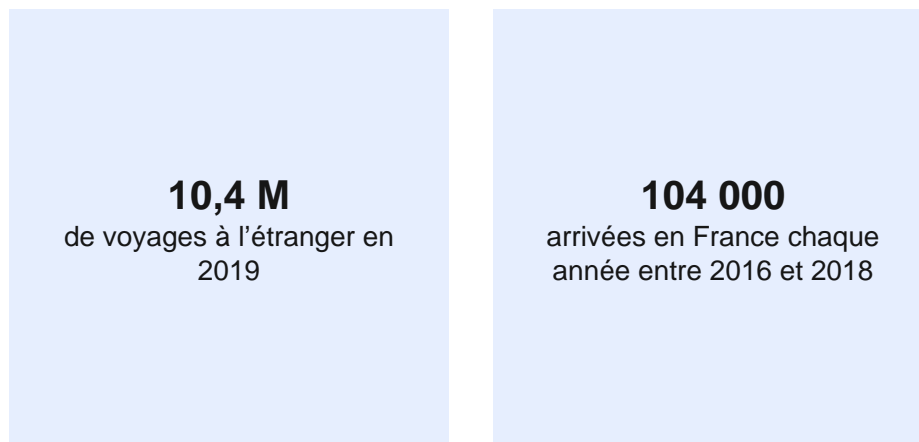 10,4 M
de voyages à l’étranger en
2019
104 000
arrivées en France chaque
année entre 2016 et 2018